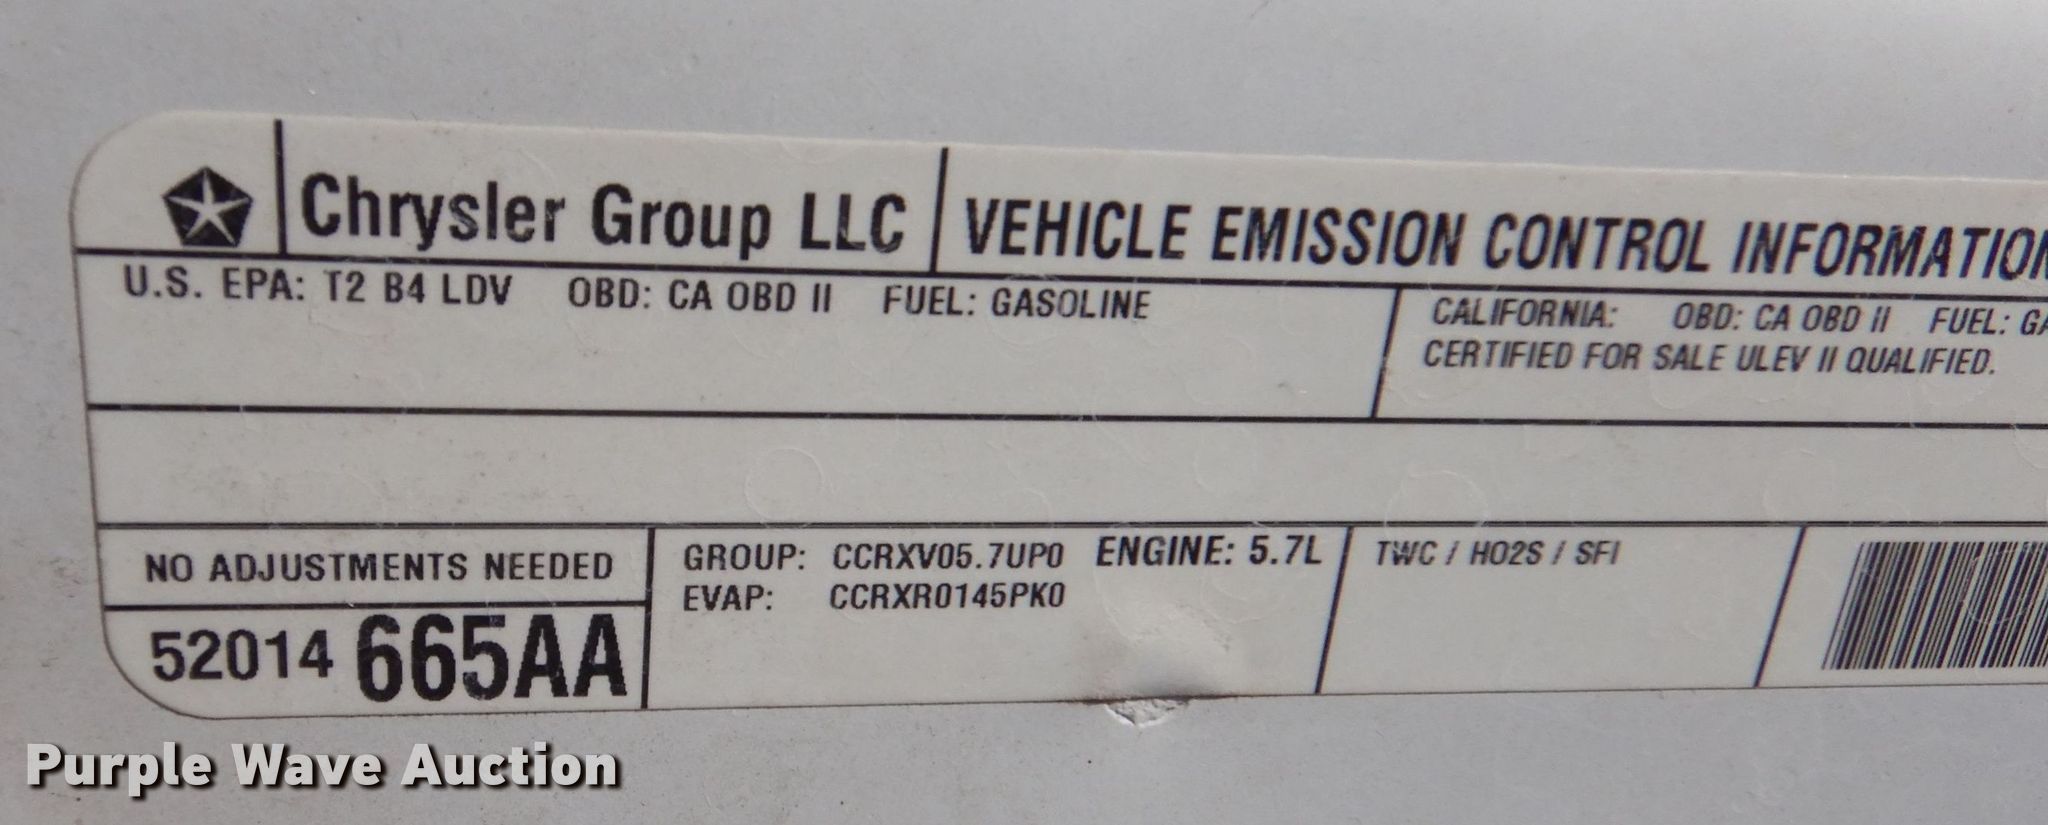 Chrysler Group LLC VEHICLE EMISSION CONTROL INFORMATION
U.S. EPA: T2 B4 LDV OBD: CA OBD II FUEL: GASOLINE
CALIFORNIA: OBD: CA OBD II FUEL: GA
CERTIFIED FOR SALE ULEV II QUALIFIED.
NO ADJUSTMENTS NEEDED
52014 665AA
GROUP: CCRXV05.7UP0 ENGINE: 5.7L
EVAP: CCRXR0145PK0
TWC / HO2S / SFI
Purple Wave Auction